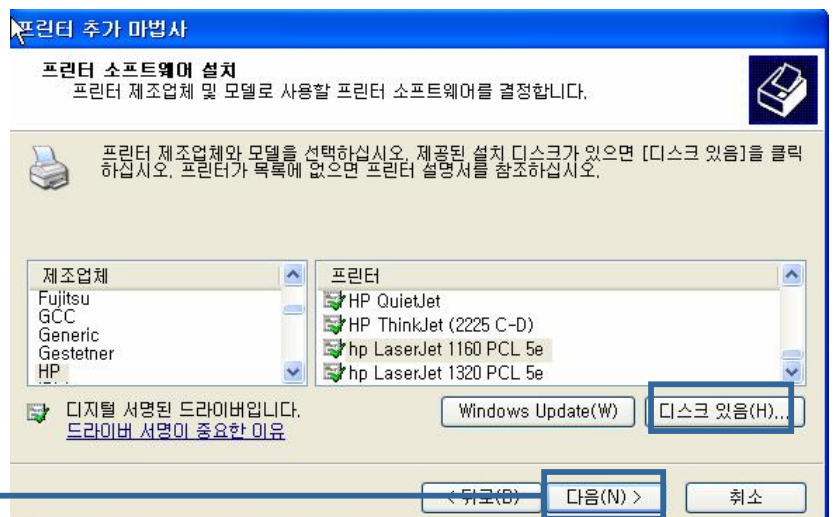 프린터 추가 마법사
프린터 소프트웨어 설치
프린터 제조업체 및 모델로 사용할 프린터 소프트웨어를 결정합니다.
프린터 제조업체와 모델을 선택하십시오. 제공된 설치 디스크가 있으면 [디스크 있음]을 클릭
하십시오. 프린터가 목록에 없으면 프린터 설명서를 참조하십시오.
제조업체
Fujitsu
GCC
Generic
Gestetner
HP
프린터
HP QuietJet
HP ThinkJet (2225 C-D)
hp LaserJet 1160 PCL 5e
hp LaserJet 1320 PCL 5e
디지털 서명된 드라이버입니다.
드라이버 서명이 중요한 이유
Windows Update(W)
디스크 있음(H)...
< 뒤로(B)
다음(N) >
취소